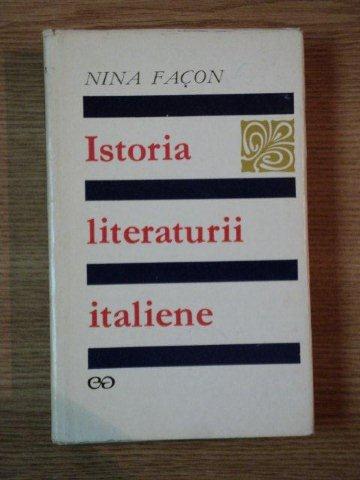 NINA FAÇON
Istoria
literaturii
italiene